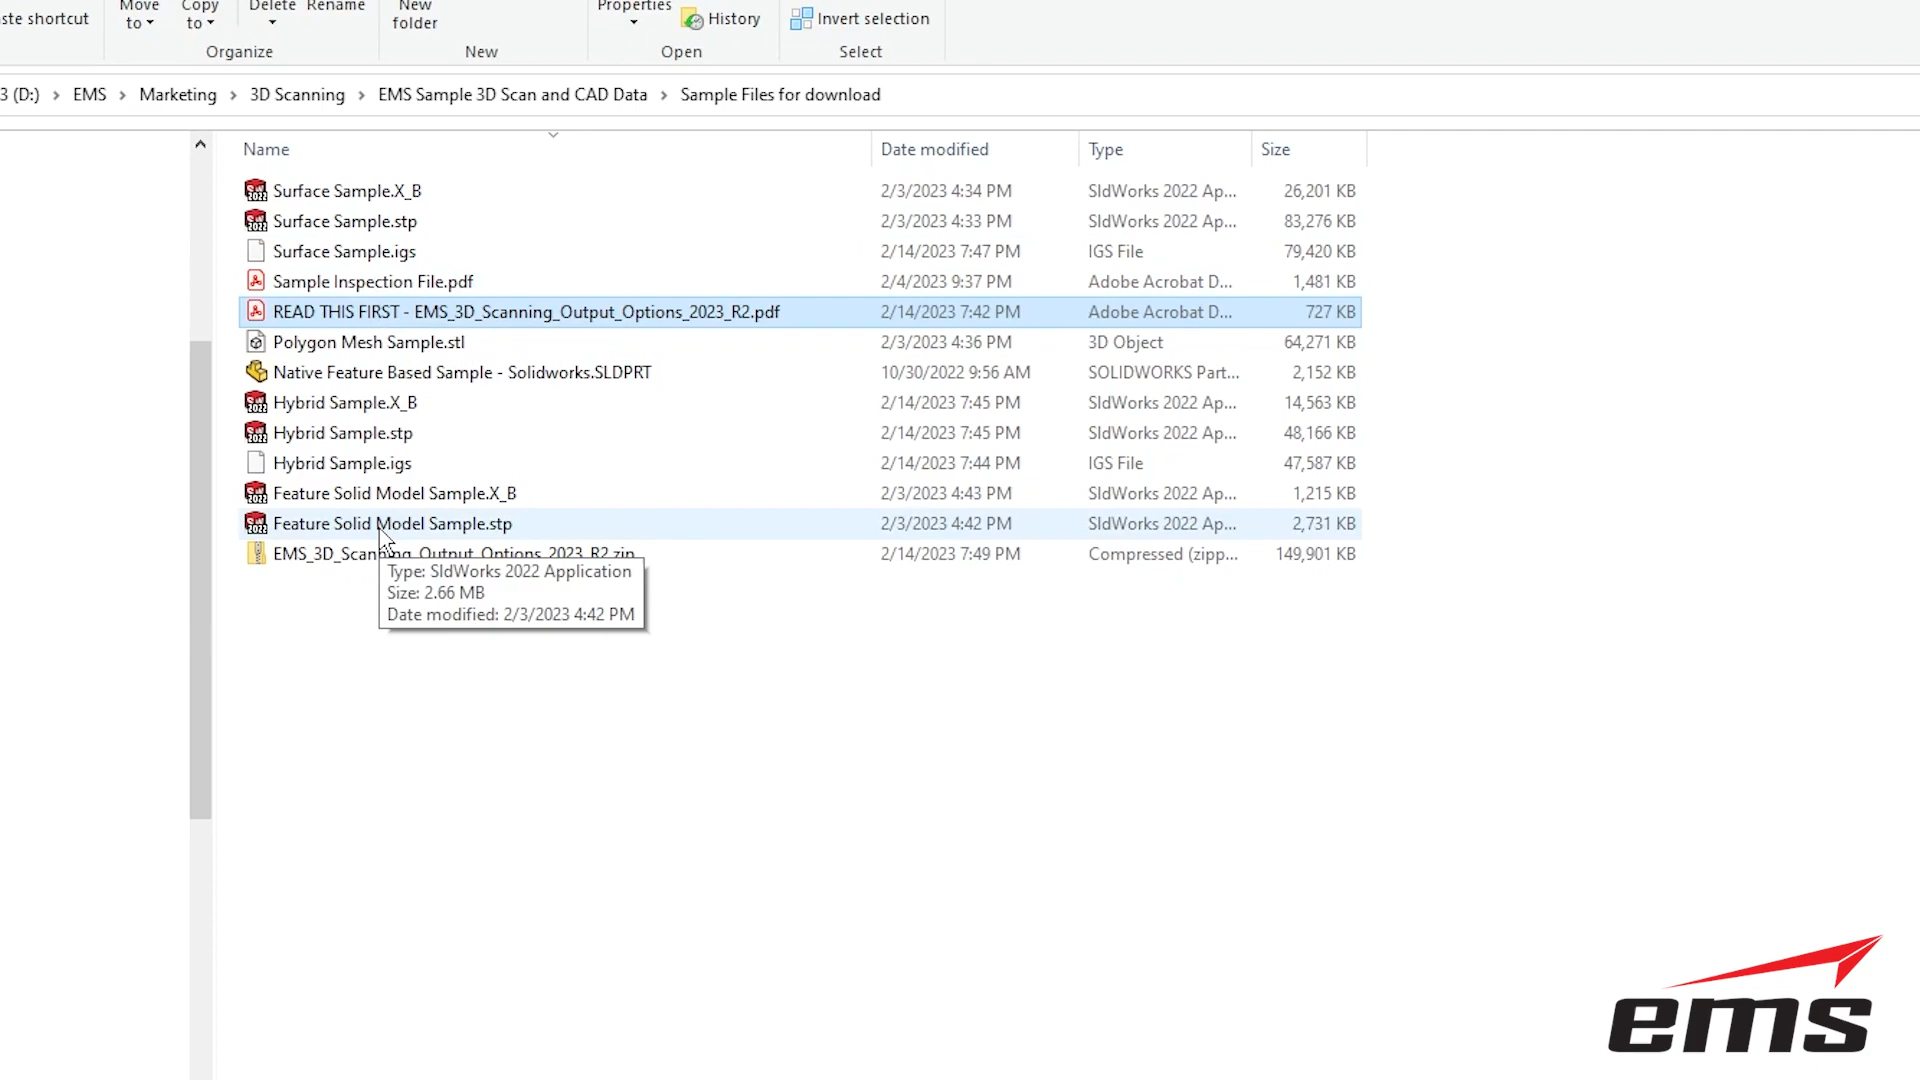 ste shortcut
Move to
Copy to
Delete
Rename
New folder
Properties
History
Invert selection
Organize
New
Open
Select
3 (D:) › EMS › Marketing › 3D Scanning › EMS Sample 3D Scan and CAD Data › Sample Files for download
Name Date modified Type Size
Surface Sample.X_B 2/3/2023 4:34 PM SldWorks 2022 Ap... 26,201 KB
Surface Sample.stp 2/3/2023 4:33 PM SldWorks 2022 Ap... 83,276 KB
Surface Sample.igs 2/14/2023 7:47 PM IGS File 79,420 KB
Sample Inspection File.pdf 2/4/2023 9:37 PM Adobe Acrobat D... 1,481 KB
READ THIS FIRST - EMS_3D_Scanning_Output_Options_2023_R2.pdf 2/14/2023 7:42 PM Adobe Acrobat D... 727 KB
Polygon Mesh Sample.stl 2/3/2023 4:36 PM 3D Object 64,271 KB
Native Feature Based Sample - Solidworks.SLDPRT 10/30/2022 9:56 AM SOLIDWORKS Part... 2,152 KB
Hybrid Sample.X_B 2/14/2023 7:45 PM SldWorks 2022 Ap... 14,563 KB
Hybrid Sample.stp 2/14/2023 7:45 PM SldWorks 2022 Ap... 48,166 KB
Hybrid Sample.igs 2/14/2023 7:44 PM IGS File 47,587 KB
Feature Solid Model Sample.X_B 2/3/2023 4:43 PM SldWorks 2022 Ap... 1,215 KB
Feature Solid Model Sample.stp 2/3/2023 4:42 PM SldWorks 2022 Ap... 2,731 KB
EMS_3D_Scanning_Output_Options_2023_R2.zip 2/14/2023 7:49 PM Compressed (zipp... 149,901 KB
Type: SldWorks 2022 Application
Size: 2.66 MB
Date modified: 2/3/2023 4:42 PM
ems